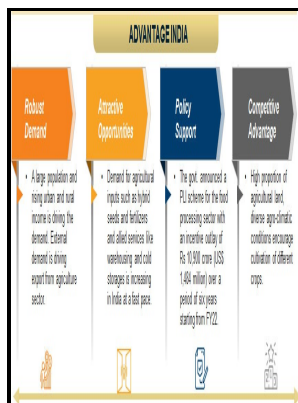 ADVANTAGE INDIA
Robust
Demand
• A large population and
rising urban and rural
income is driving the
demand. External
demand is driving
export from agriculture
sector.
Attractive
Opportunities
• Demand for agricultural
inputs such as hybrid
seeds and fertilizers
and allied services like
warehousing and cold
storages is increasing
in India at a fast pace.
Policy
Support
• The govt. announced a
PLI scheme for the food
processing sector with
an incentive outlay of
Rs 10,900 crore (US$
1,484 million) over a
period of six years
starting from FY22.
Competitive
Advantage
• High proportion of
agricultural land,
diverse agro-climatic
conditions encourage
cultivation of different
crops.